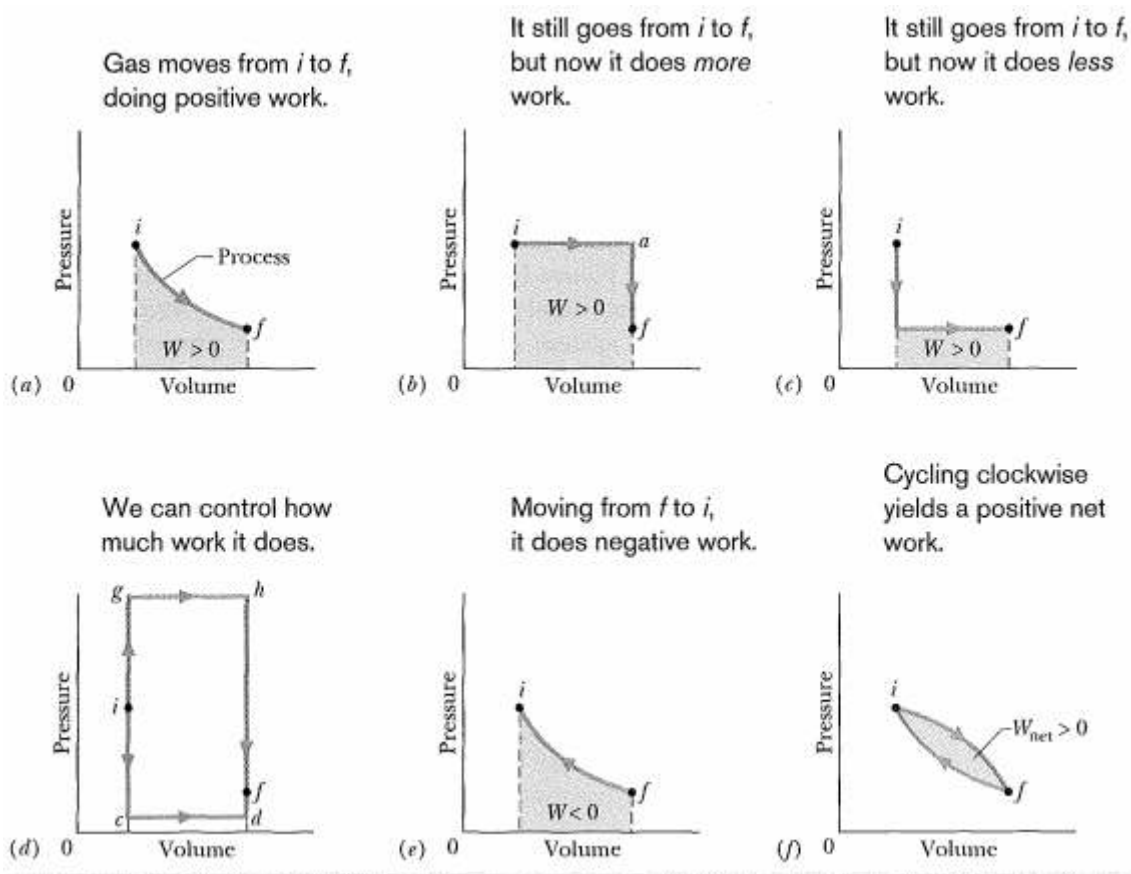 Gas moves from i to f,
doing positive work.
It still goes from i to f,
but now it does more
work.
It still goes from i to f,
but now it does less
work.
Pressure
i
Process
f
W > 0
(a) 0 Volume
Pressure
i
a
W > 0
f
(b) 0 Volume
Pressure
i
f
W > 0
(c) 0 Volume
We can control how
much work it does.
Moving from f to i,
it does negative work.
Cycling clockwise
yields a positive net
work.
Pressure
g
h
i
f
c
d
(d) 0 Volume
Pressure
i
f
W < 0
(e) 0 Volume
Pressure
i
Wnet > 0
f
(f) 0 Volume